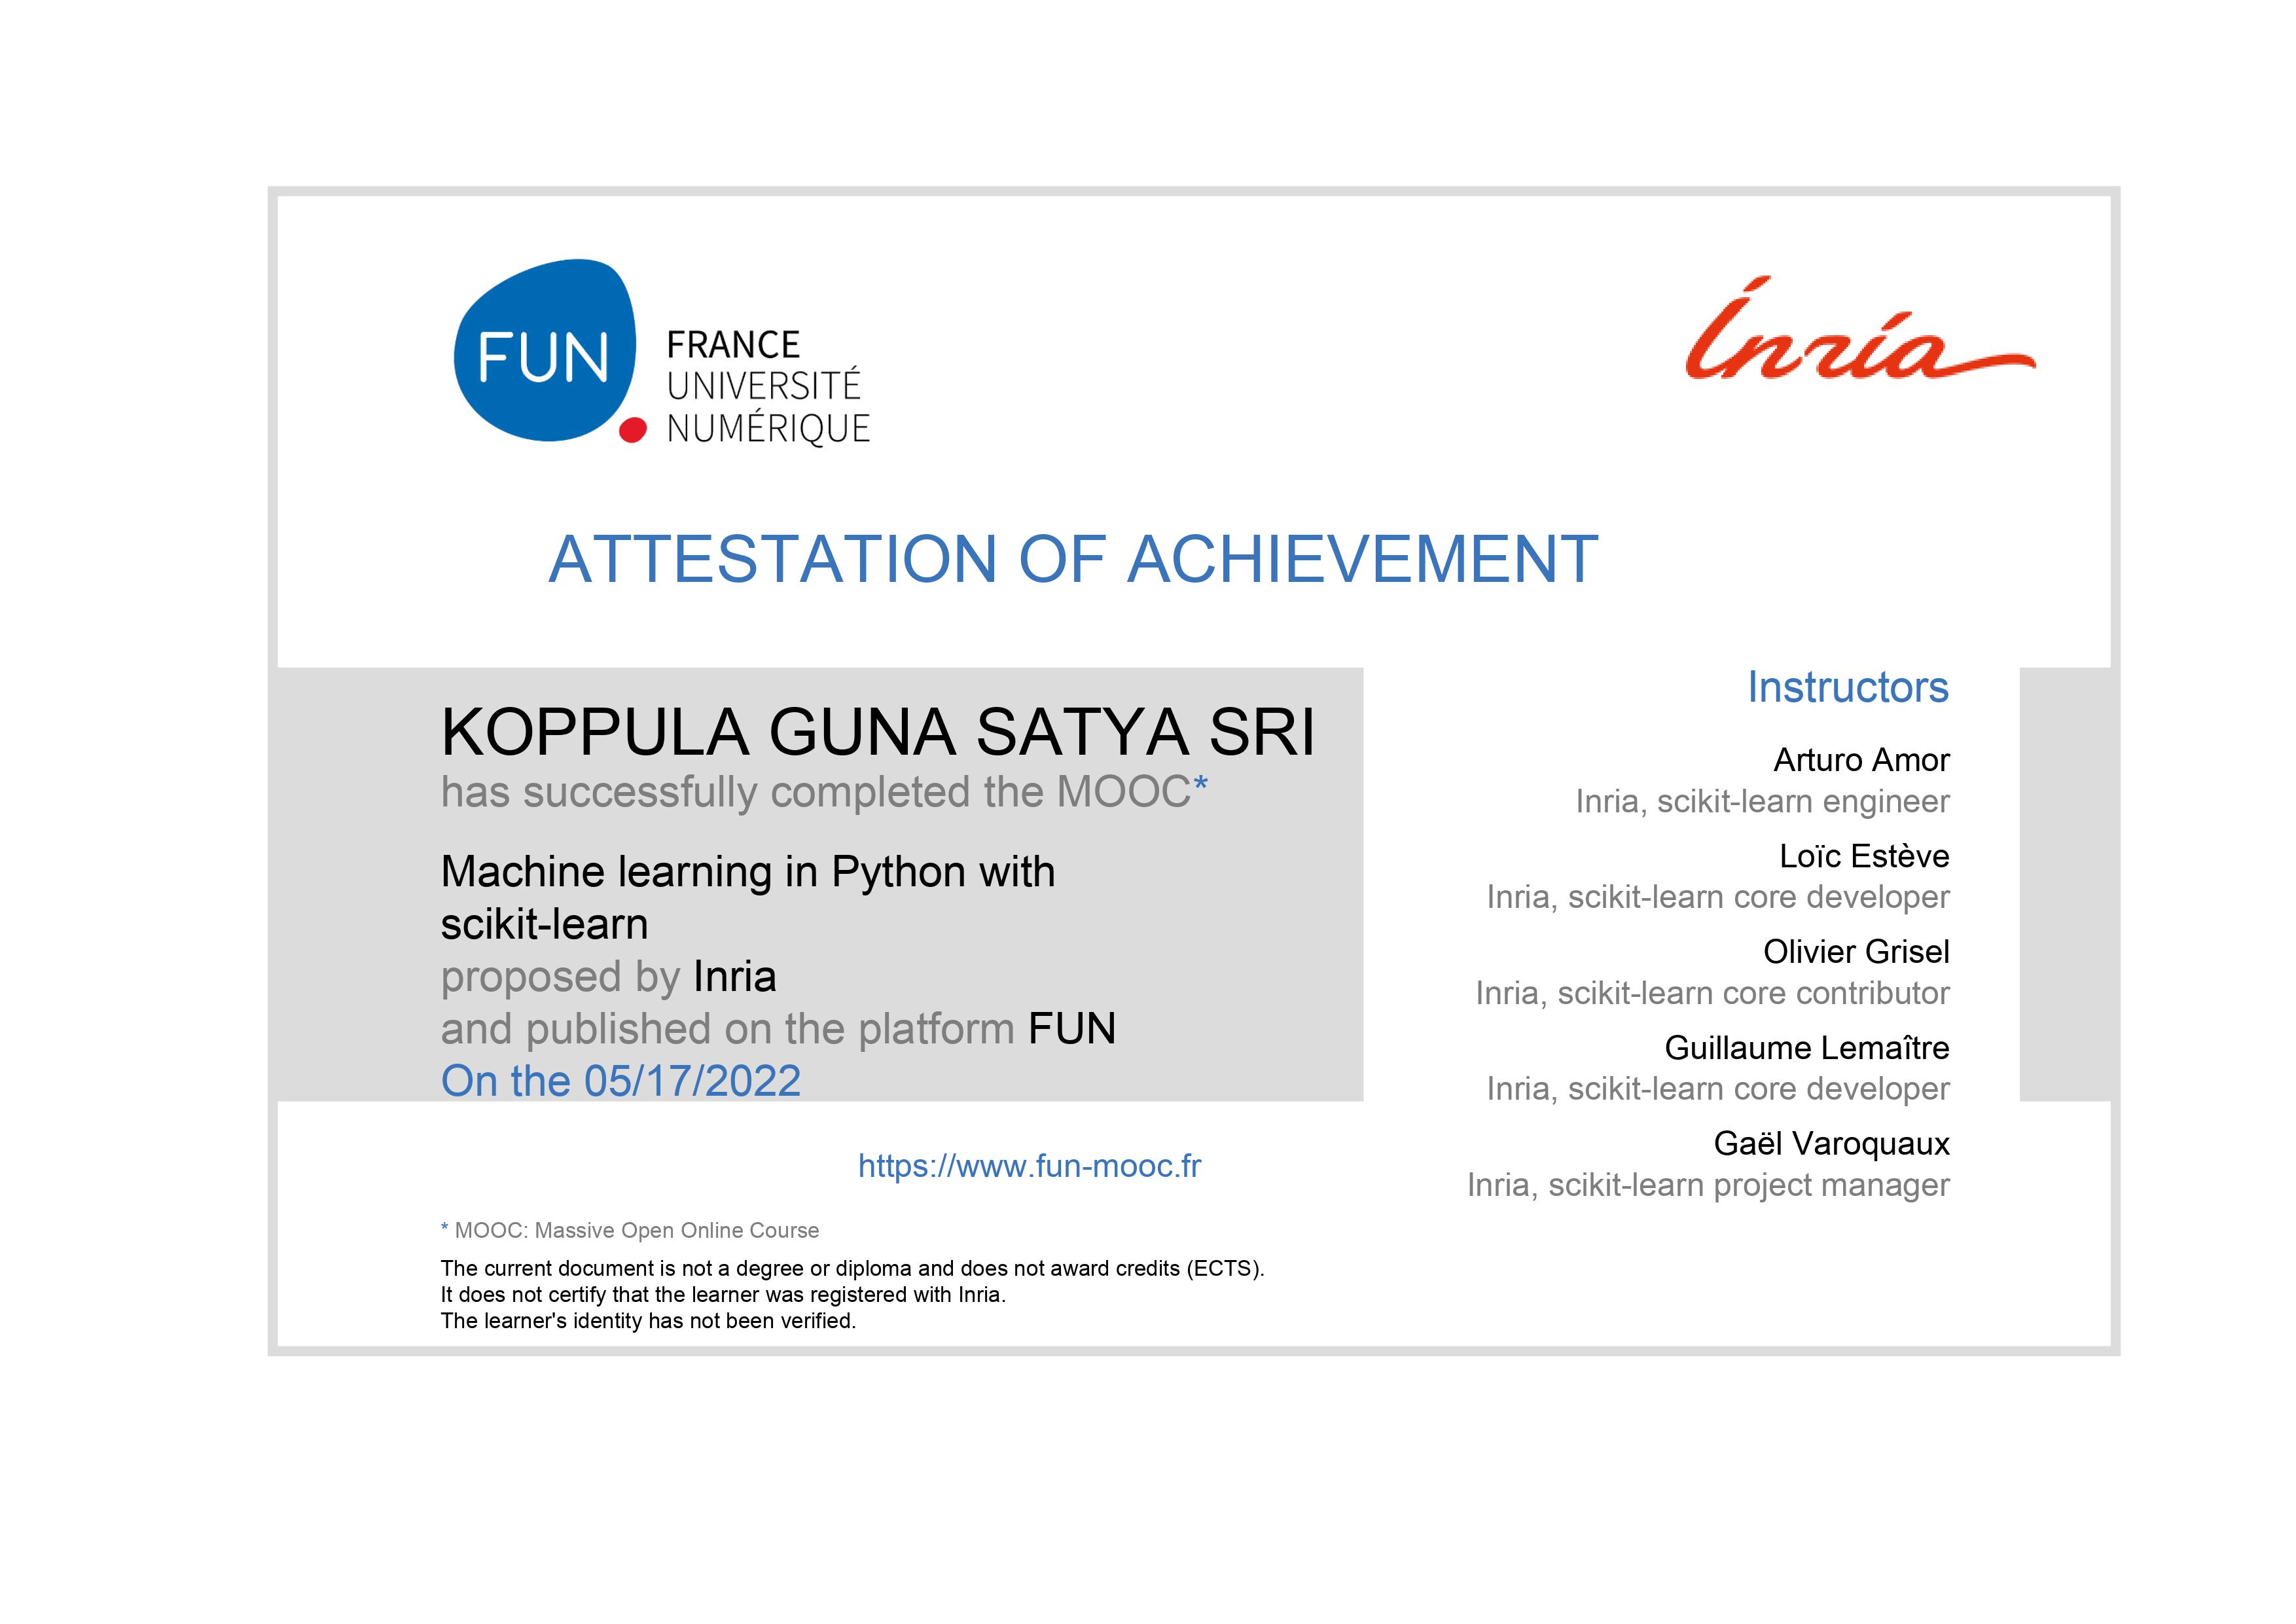 FUN
FRANCE
UNIVERSITÉ
NUMÉRIQUE
Inría
ATTESTATION OF ACHIEVEMENT
KOPPULA GUNA SATYA SRI
has successfully completed the MOOC*
Machine learning in Python with
scikit-learn
proposed by Inria
and published on the platform FUN
On the 05/17/2022
https://www.fun-mooc.fr
* MOOC: Massive Open Online Course
The current document is not a degree or diploma and does not award credits (ECTS).
It does not certify that the learner was registered with Inria.
The learner's identity has not been verified.
Instructors
Arturo Amor
Inria, scikit-learn engineer
Loïc Estève
Inria, scikit-learn core developer
Olivier Grisel
Inria, scikit-learn core contributor
Guillaume Lemaître
Inria, scikit-learn core developer
Gaël Varoquaux
Inria, scikit-learn project manager